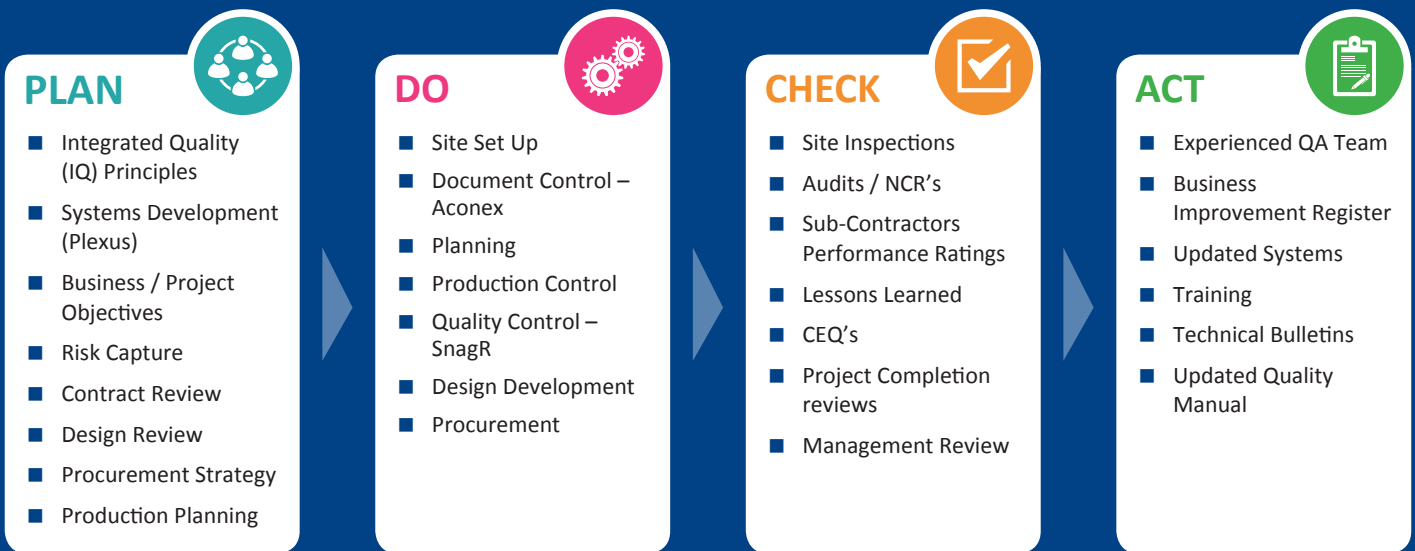 PLAN
Integrated Quality
(IQ) Principles
Systems Development
(Plexus)
Business / Project
Objectives
Risk Capture
Contract Review
Design Review
Procurement Strategy
Production Planning
DO
Site Set Up
Document Control –
Aconex
Planning
Production Control
Quality Control –
SnagR
Design Development
Procurement
CHECK
Site Inspections
Audits / NCR's
Sub-Contractors
Performance Ratings
Lessons Learned
CEQ's
Project Completion
reviews
Management Review
ACT
Experienced QA Team
Business
Improvement Register
Updated Systems
Training
Technical Bulletins
Updated Quality
Manual